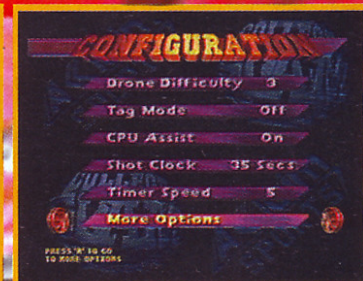 CONFIGURATION
Drone Difficulty 3
Tag Mode Off
CPU Assist On
Shot Clock 35 Secs
Timer Speed 5
More Options
PRESS 'R' TO GO
TO MORE OPTIONS